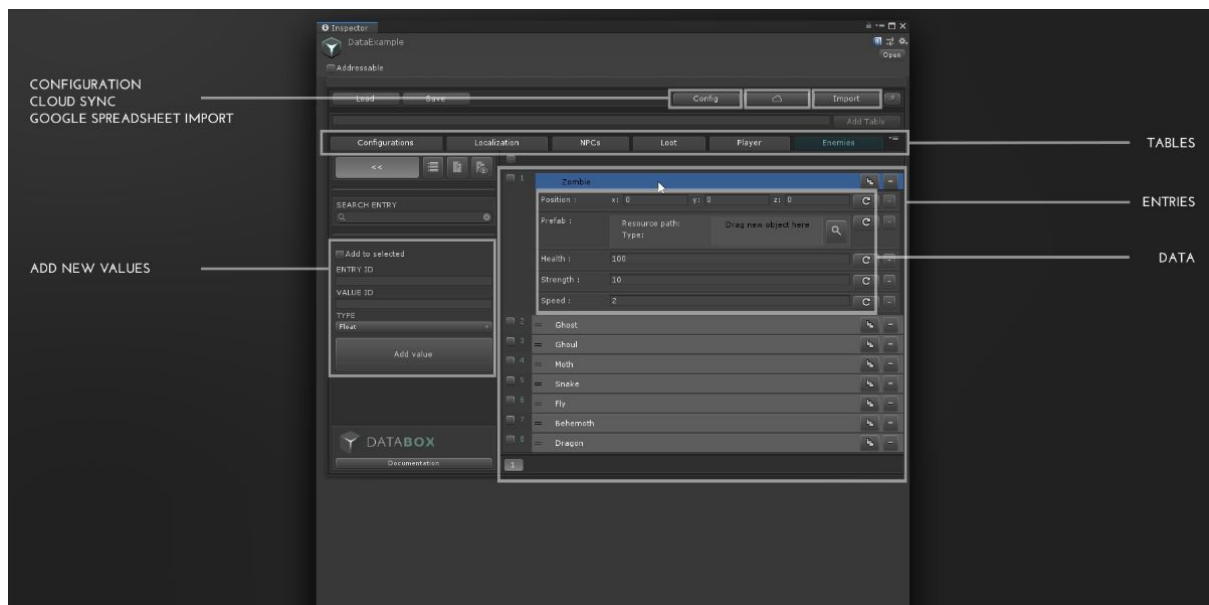 Inspector
DataExample
Open
Addressable
CONFIGURATION
CLOUD SYNC
GOOGLE SPREADSHEET IMPORT
Load Save Config Import
Add Table
Configurations Localization NPCs Loot Player Enemies
TABLES
<<
1 Zombie
SEARCH ENTRY
Position : x: 0 y: 0 z: 0
ENTRIES
Prefab : Resource path: Drag new object here
Type:
Add to selected
ENTRY ID
Health : 100
DATA
ADD NEW VALUES
VALUE ID
Strength : 10
Speed : 2
TYPE
Float
2 = Ghost
3 = Ghoul
Add value
4 = Moth
5 = Snake
6 = Fly
7 = Behemoth
8 = Dragon
DATABOX
Documentation
1